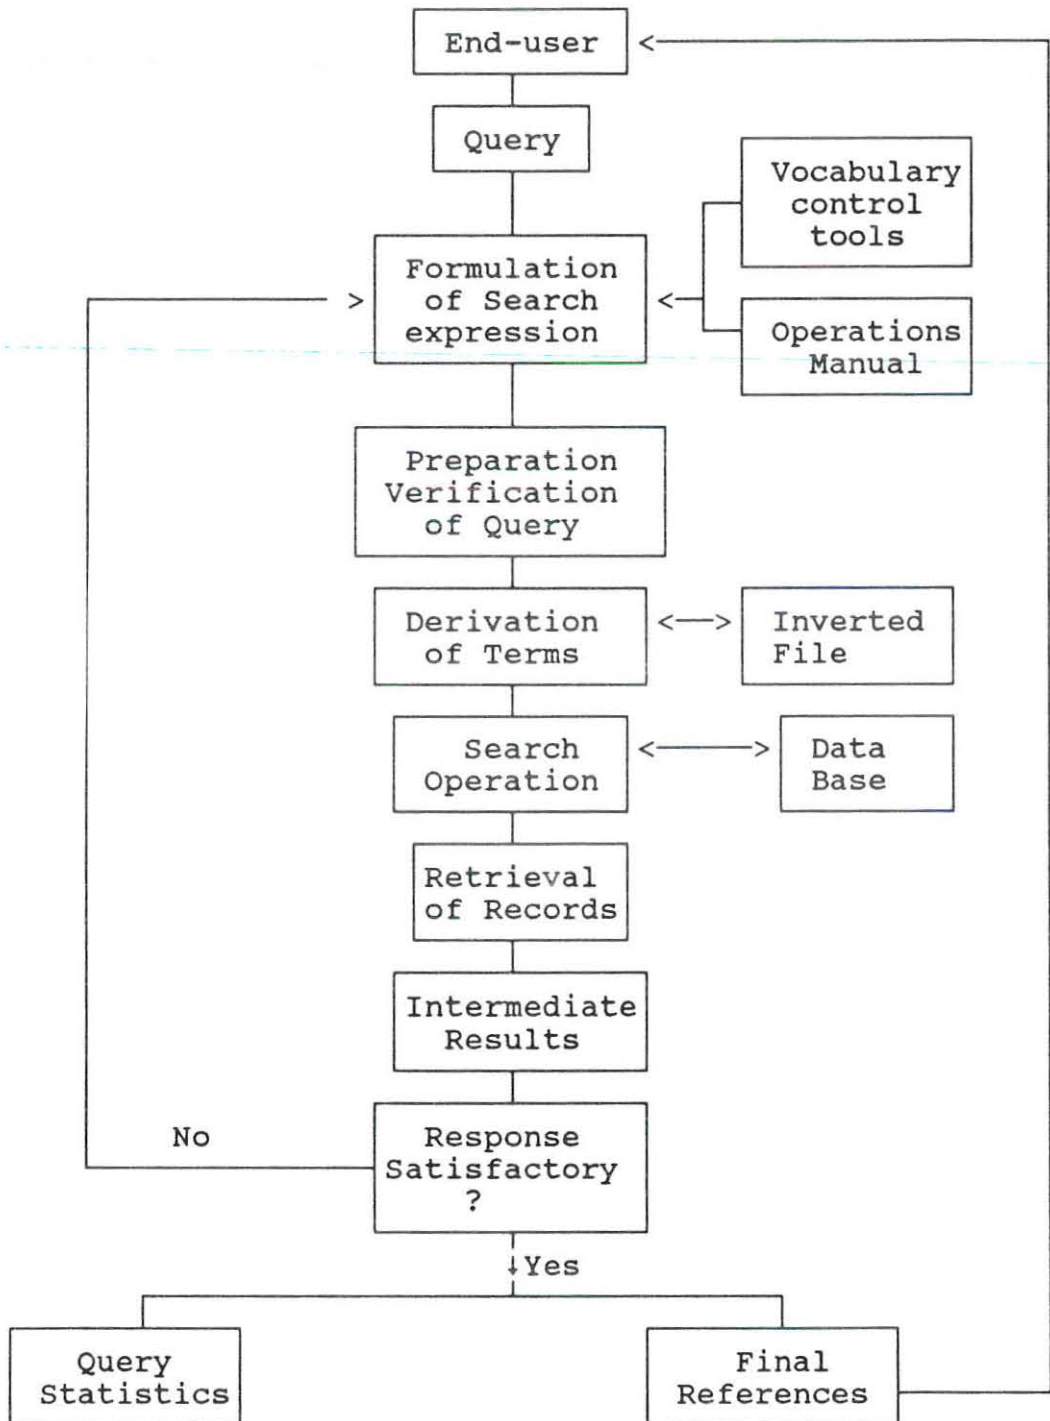 End-user
Query
Vocabulary
control
tools
Formulation
of Search
expression
Operations
Manual
Preparation
Verification
of Query
Derivation
of Terms
Inverted
File
Search
Operation
Data
Base
Retrieval
of Records
Intermediate
Results
No
Response
Satisfactory
?
Yes
Query
Statistics
Final
References